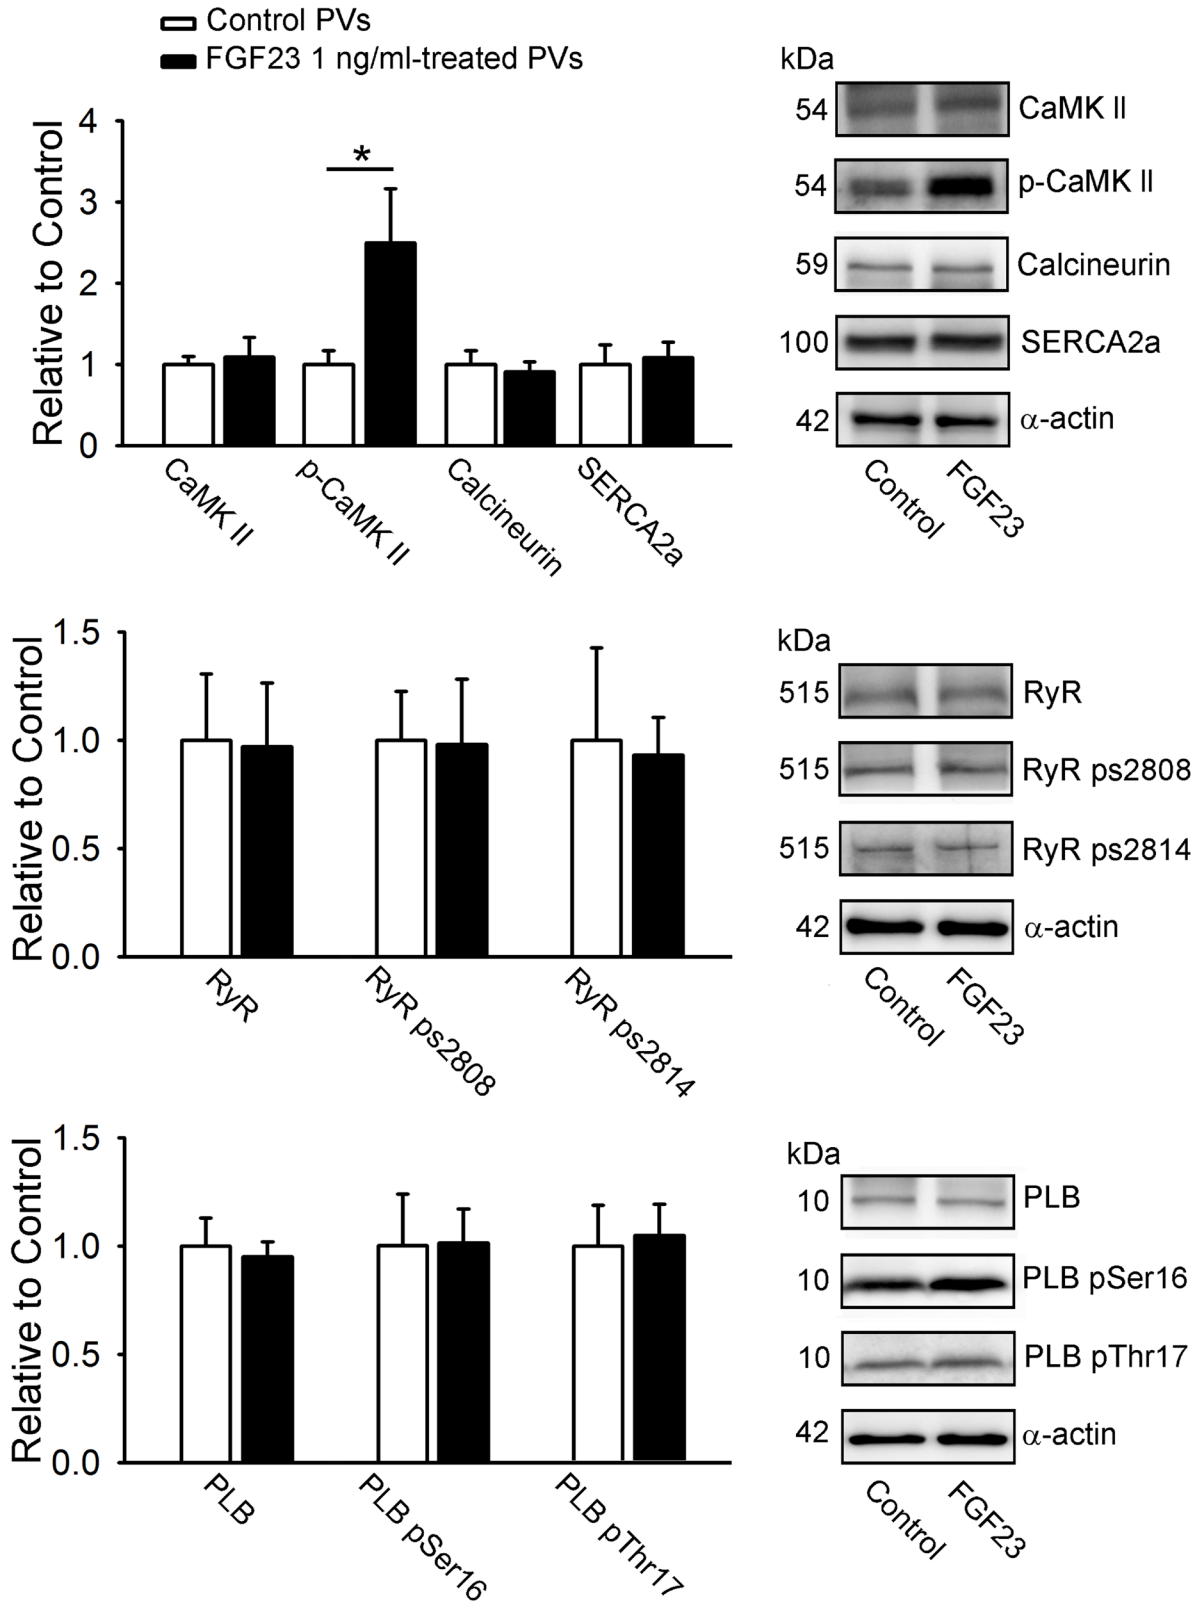 Control PVs
FGF23 1 ng/ml-treated PVs
Relative to Control
4
3
2
1
0
*
CaMK II
p-CaMK II
Calcineurin
SERCA2a
kDa
54 CaMK II
54 p-CaMK II
59 Calcineurin
100 SERCA2a
42 α-actin
Control FGF23
Relative to Control
1.5
1.0
0.5
0.0
RyR
RyR ps2808
RyR ps2814
kDa
515 RyR
515 RyR ps2808
515 RyR ps2814
42 α-actin
Control FGF23
Relative to Control
1.5
1.0
0.5
0.0
PLB
PLB pSer16
PLB pThr17
kDa
10 PLB
10 PLB pSer16
10 PLB pThr17
42 α-actin
Control FGF23